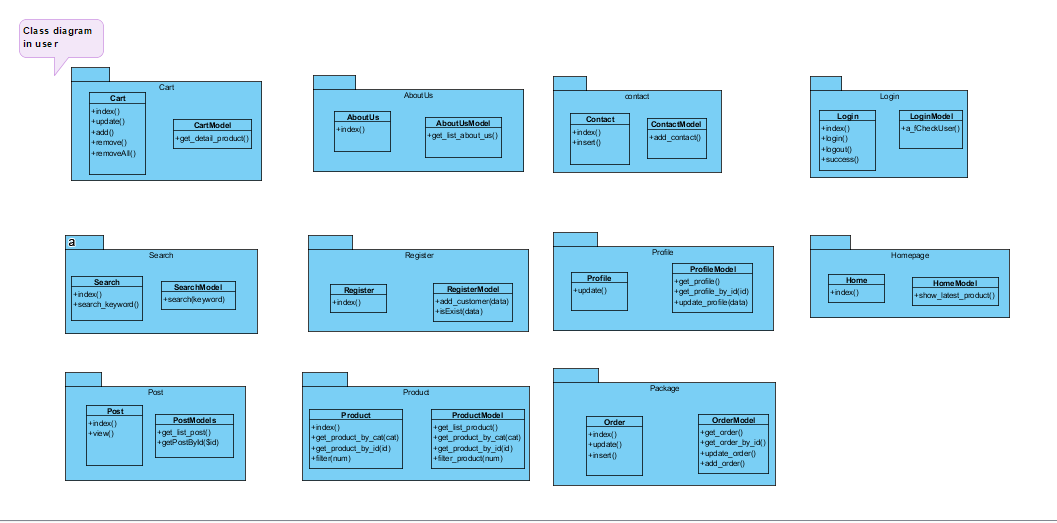 Class diagram
in user
Cart
Cart
+index()
+update()
+add()
+remove()
+removeAll()
CartModel
+get_detail_product()
AboutUs
AboutUs
+index()
AboutUsModel
+get_list_about_us()
contact
Contact
+index()
+insert()
ContactModel
+add_contact()
Login
Login
+index()
+login()
+logout()
+success()
LoginModel
+a_fCheckUser()
a
Search
Search
+index()
+search_keyword()
SearchModel
+search(keyword)
Register
Register
+index()
RegisterModel
+add_customer(data)
+isExist(data)
Profile
Profile
+update()
ProfileModel
+get_profile()
+get_profile_by_id(id)
+update_profile(data)
Homepage
Home
+index()
HomeModel
+show_latest_product()
Post
Post
+index()
+view()
PostModels
+get_list_post()
+getPostById($id)
Product
Product
+index()
+get_product_by_cat(cat)
+get_product_by_id(id)
+filter(num)
ProductModel
+get_list_product()
+get_product_by_cat(cat)
+get_product_by_id(id)
+filter_product(num)
Package
Order
+index()
+update()
+insert()
OrderModel
+get_order()
+get_order_by_id()
+update_order()
+add_order()